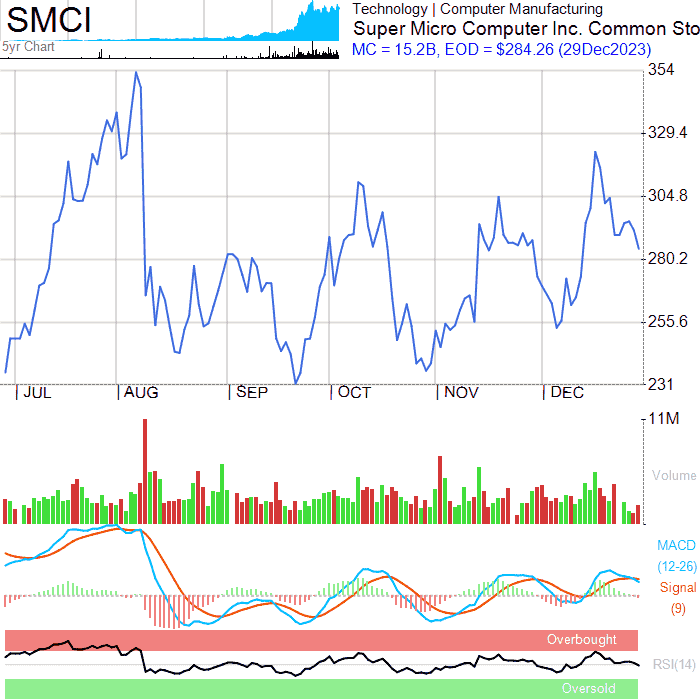 SMCI
5yr Chart
Technology | Computer Manufacturing
Super Micro Computer Inc. Common Sto
MC = 15.2B, EOD = $284.26 (29Dec2023)
354
329.4
304.8
280.2
255.6
231
|JUL |AUG |SEP |OCT |NOV |DEC
11M
Volume
MACD
(12-26)
Signal
(9)
Overbought
RSI(14)
Oversold